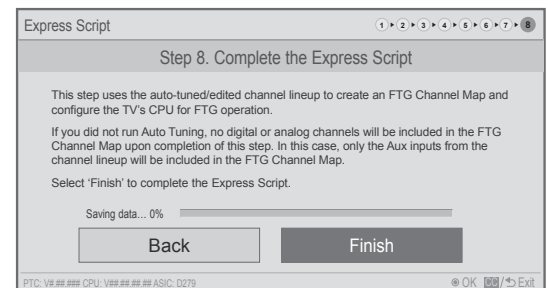 Express Script 1 ▸ 2 ▸ 3 ▸ 4 ▸ 5 ▸ 6 ▸ 7 ▸ 8
Step 8. Complete the Express Script
This step uses the auto-tuned/edited channel lineup to create an FTG Channel Map and
configure the TV's CPU for FTG operation.
If you did not run Auto Tuning, no digital or analog channels will be included in the FTG
Channel Map upon completion of this step. In this case, only the Aux inputs from the
channel lineup will be included in the FTG Channel Map.
Select 'Finish' to complete the Express Script.
Saving data… 0%
Back Finish
PTC: V#.##.### CPU: V##.##.##.## ASIC: D279 OK CC / Exit